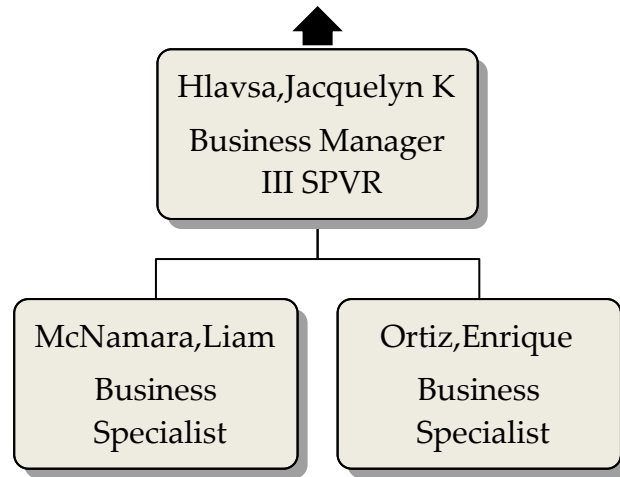 Hlavsa,Jacquelyn K
Business Manager
III SPVR
McNamara,Liam
Business
Specialist
Ortiz,Enrique
Business
Specialist